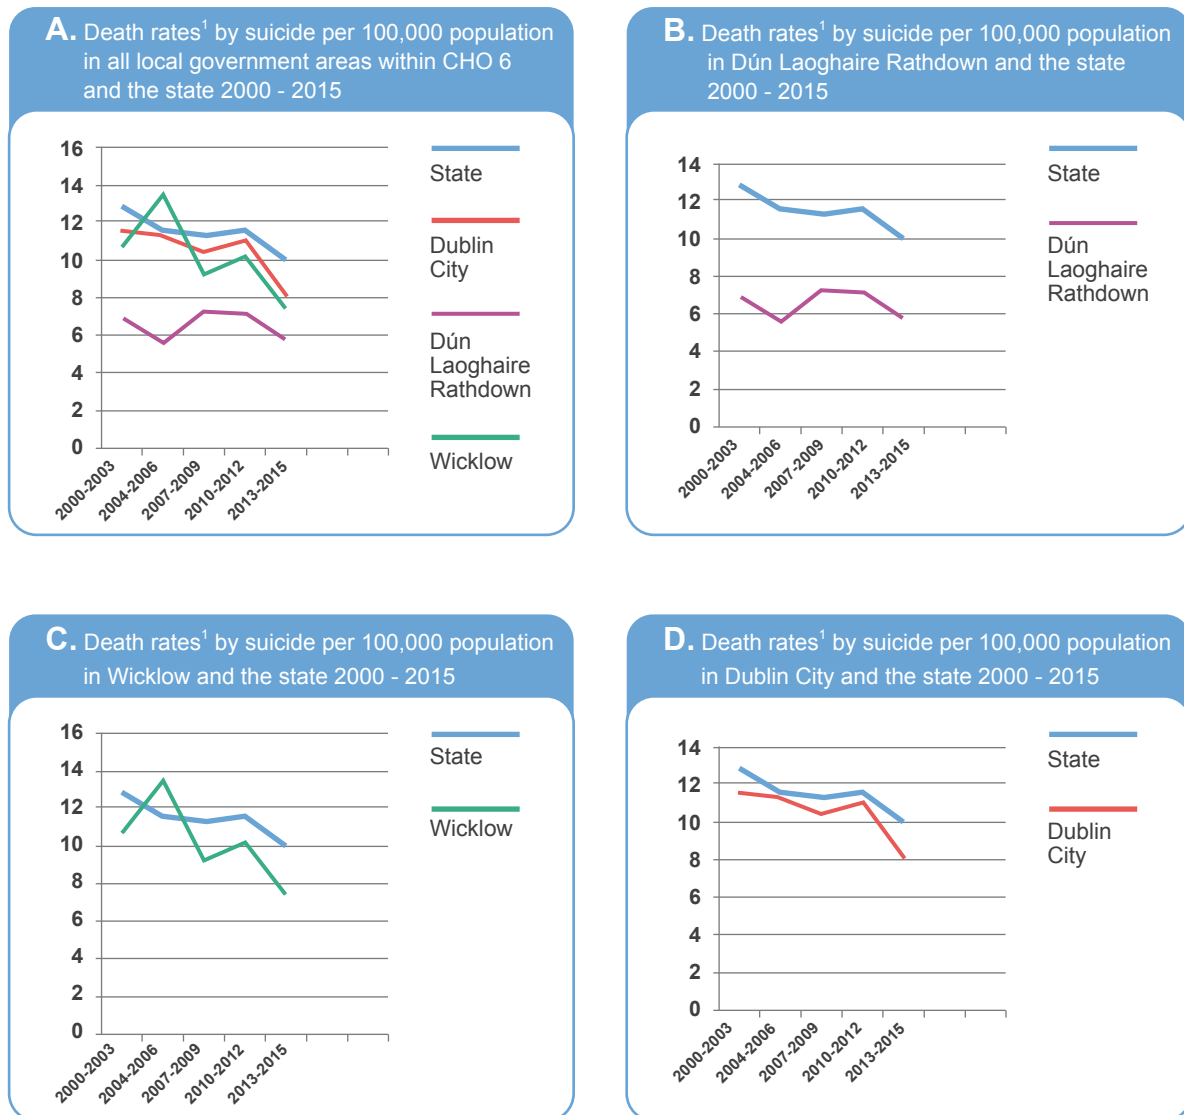 A. Death rates¹ by suicide per 100,000 population
in all local government areas within CHO 6
and the state 2000 - 2015
16
14
12
10
8
6
4
2
0
2000-2003
2004-2006
2007-2009
2010-2012
2013-2015
State
Dublin
City
Dún
Laoghaire
Rathdown
Wicklow
B. Death rates¹ by suicide per 100,000 population
in Dún Laoghaire Rathdown and the state
2000 - 2015
14
12
10
8
6
4
2
0
2000-2003
2004-2006
2007-2009
2010-2012
2013-2015
State
Dún
Laoghaire
Rathdown
C. Death rates¹ by suicide per 100,000 population
in Wicklow and the state 2000 - 2015
16
14
12
10
8
6
4
2
0
2000-2003
2004-2006
2007-2009
2010-2012
2013-2015
State
Wicklow
D. Death rates¹ by suicide per 100,000 population
in Dublin City and the state 2000 - 2015
14
12
10
8
6
4
2
0
2000-2003
2004-2006
2007-2009
2010-2012
2013-2015
State
Dublin
City